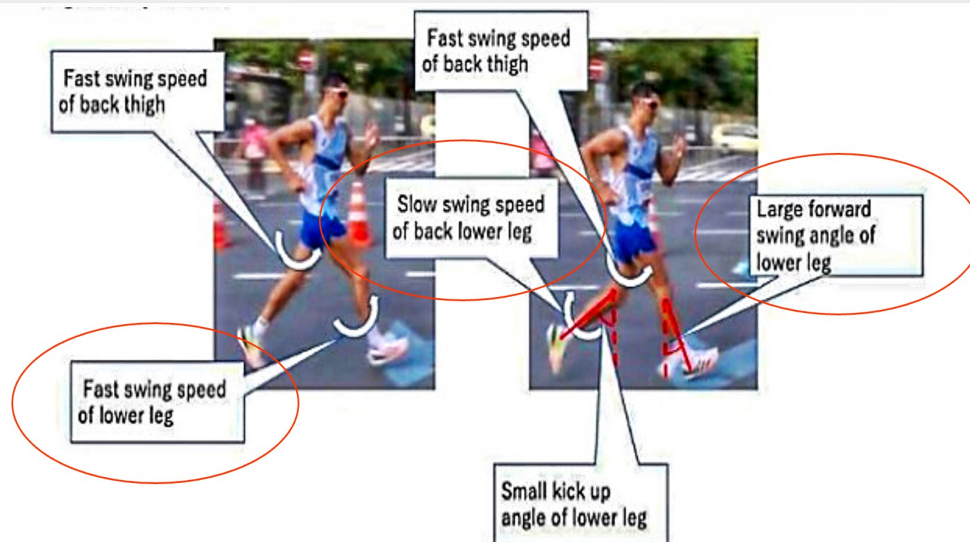 Fast swing speed
of back thigh
Fast swing speed
of lower leg
Fast swing speed
of back thigh
Slow swing speed
of back lower leg
Large forward
swing angle of
lower leg
Small kick up
angle of lower leg